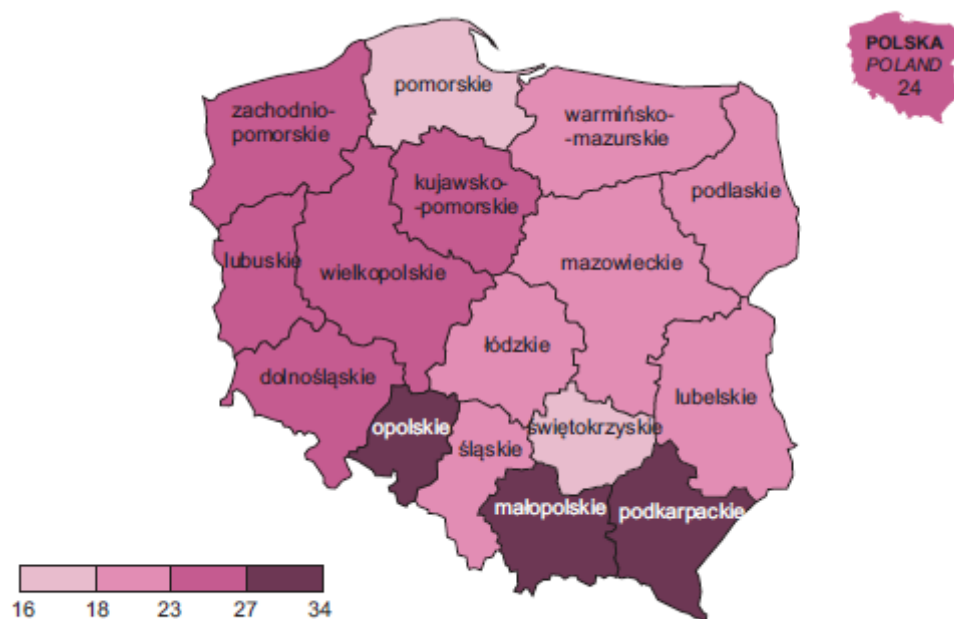 POLSKA
POLAND
24
pomorskie
zachodnio-
-pomorskie
warmińsko-
-mazurskie
podlaskie
kujawsko-
-pomorskie
lubuskie
wielkopolskie
mazowieckie
łódzkie
dolnośląskie
lubelskie
opolskie
świętokrzyskie
śląskie
małopolskie
podkarpackie
16 18 23 27 34